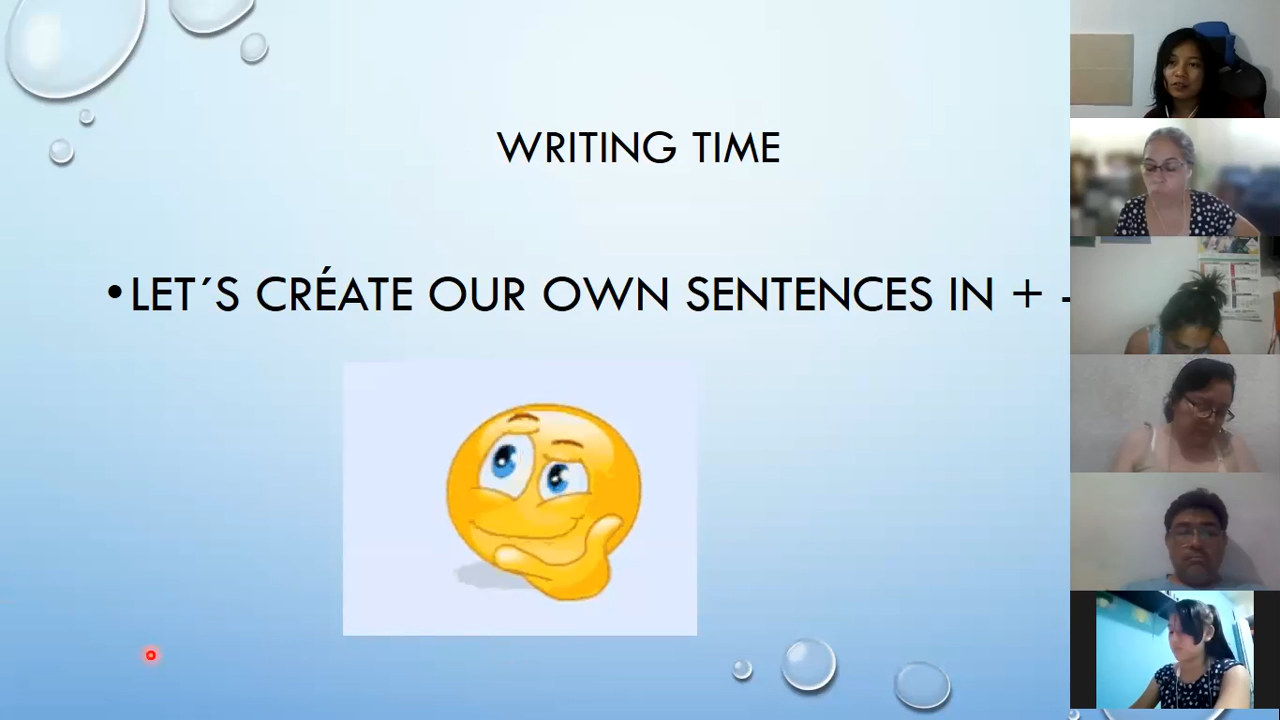 WRITING TIME
•LET´S CRÉATE OUR OWN SENTENCES IN + -